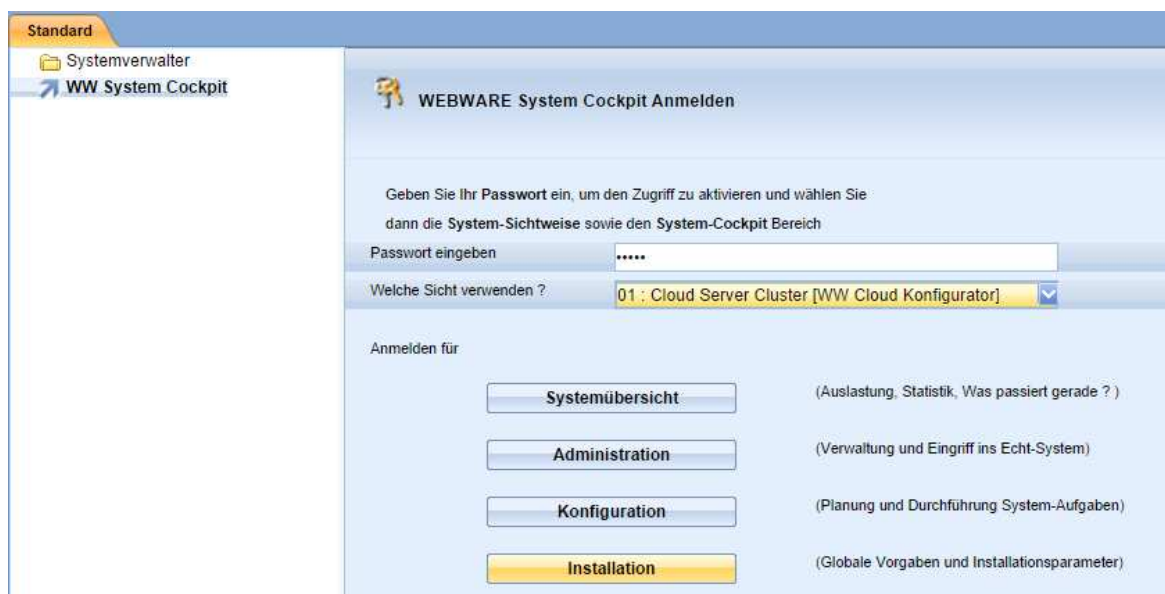 Standard
Systemverwalter
WW System Cockpit
WEBWARE System Cockpit Anmelden
Geben Sie Ihr Passwort ein, um den Zugriff zu aktivieren und wählen Sie
dann die System-Sichtweise sowie den System-Cockpit Bereich
Passwort eingeben •••••
Welche Sicht verwenden ? 01 : Cloud Server Cluster [WW Cloud Konfigurator]
Anmelden für
Systemübersicht (Auslastung, Statistik, Was passiert gerade ? )
Administration (Verwaltung und Eingriff ins Echt-System)
Konfiguration (Planung und Durchführung System-Aufgaben)
Installation (Globale Vorgaben und Installationsparameter)